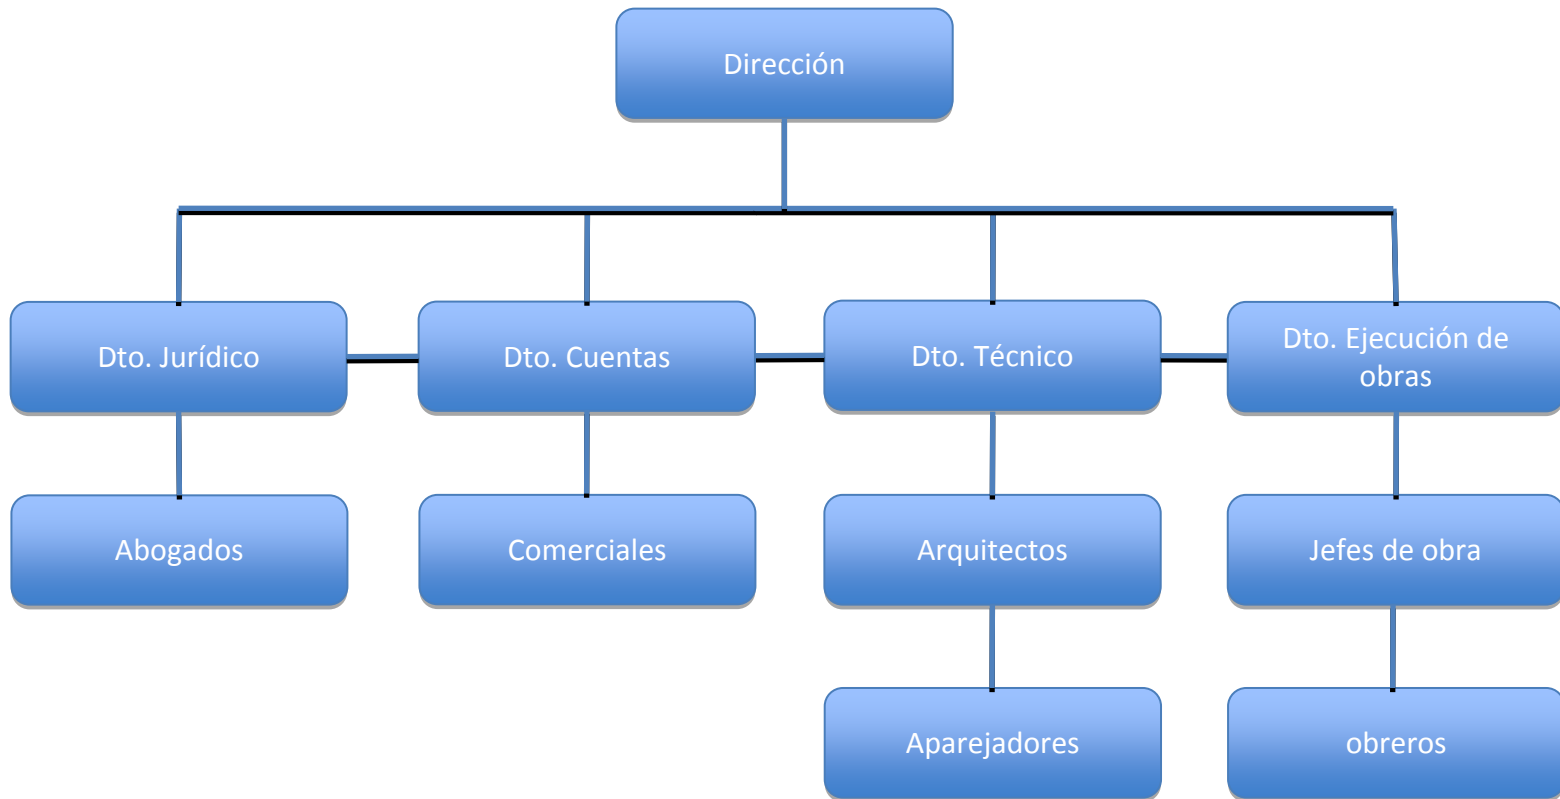 Dirección
Dto. Jurídico
Dto. Cuentas
Dto. Técnico
Dto. Ejecución de
obras
Abogados
Comerciales
Arquitectos
Jefes de obra
Aparejadores
obreros